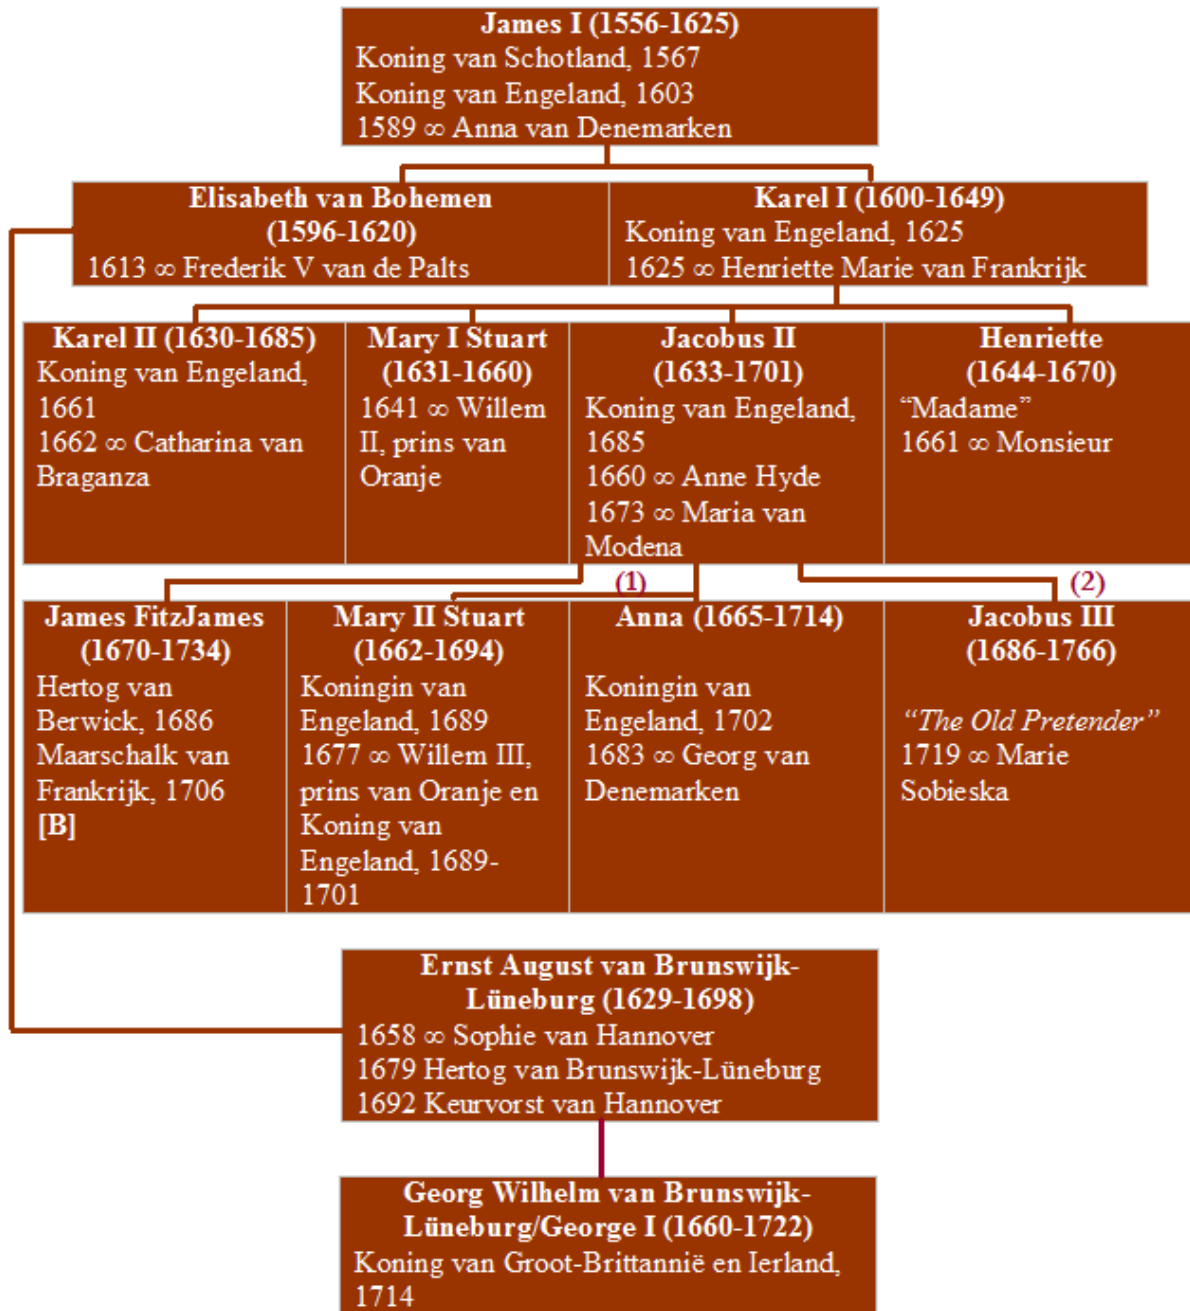 James I (1556-1625)
Koning van Schotland, 1567
Koning van Engeland, 1603
1589 ∞ Anna van Denemarken
Elisabeth van Bohemen
(1596-1620)
1613 ∞ Frederik V van de Palts
Karel I (1600-1649)
Koning van Engeland, 1625
1625 ∞ Henriette Marie van Frankrijk
Karel II (1630-1685)
Koning van Engeland,
1661
1662 ∞ Catharina van
Braganza
Mary I Stuart
(1631-1660)
1641 ∞ Willem
II, prins van
Oranje
Jacobus II
(1633-1701)
Koning van Engeland,
1685
1660 ∞ Anne Hyde
1673 ∞ Maria van
Modena
Henriette
(1644-1670)
“Madame”
1661 ∞ Monsieur
(1)
(2)
James FitzJames
(1670-1734)
Hertog van
Berwick, 1686
Maarschalk van
Frankrijk, 1706
[B]
Mary II Stuart
(1662-1694)
Koningin van
Engeland, 1689
1677 ∞ Willem III,
prins van Oranje en
Koning van
Engeland, 1689-
1701
Anna (1665-1714)
Koningin van
Engeland, 1702
1683 ∞ Georg van
Denemarken
Jacobus III
(1686-1766)
“The Old Pretender”
1719 ∞ Marie
Sobieska
Ernst August van Brunswijk-
Lüneburg (1629-1698)
1658 ∞ Sophie van Hannover
1679 Hertog van Brunswijk-Lüneburg
1692 Keurvorst van Hannover
Georg Wilhelm van Brunswijk-
Lüneburg/George I (1660-1722)
Koning van Groot-Brittannië en Ierland,
1714